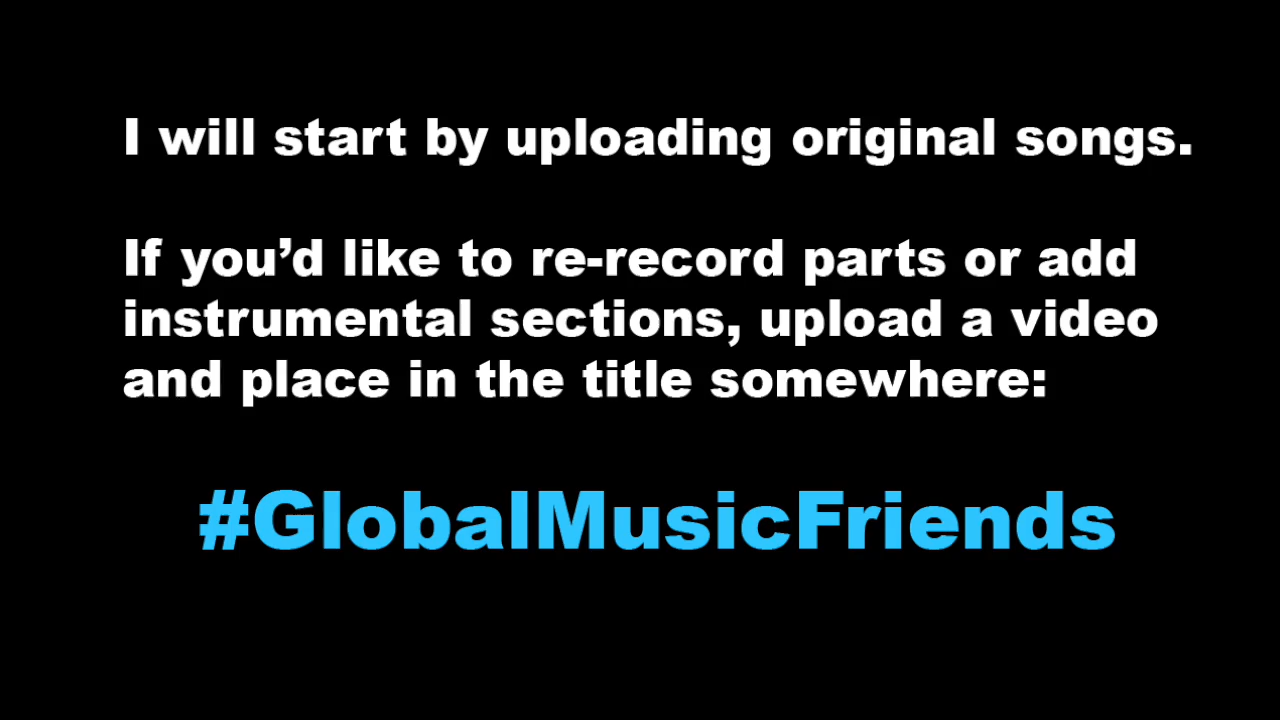 I will start by uploading original songs.
If you’d like to re-record parts or add
instrumental sections, upload a video
and place in the title somewhere:
#GlobalMusicFriends